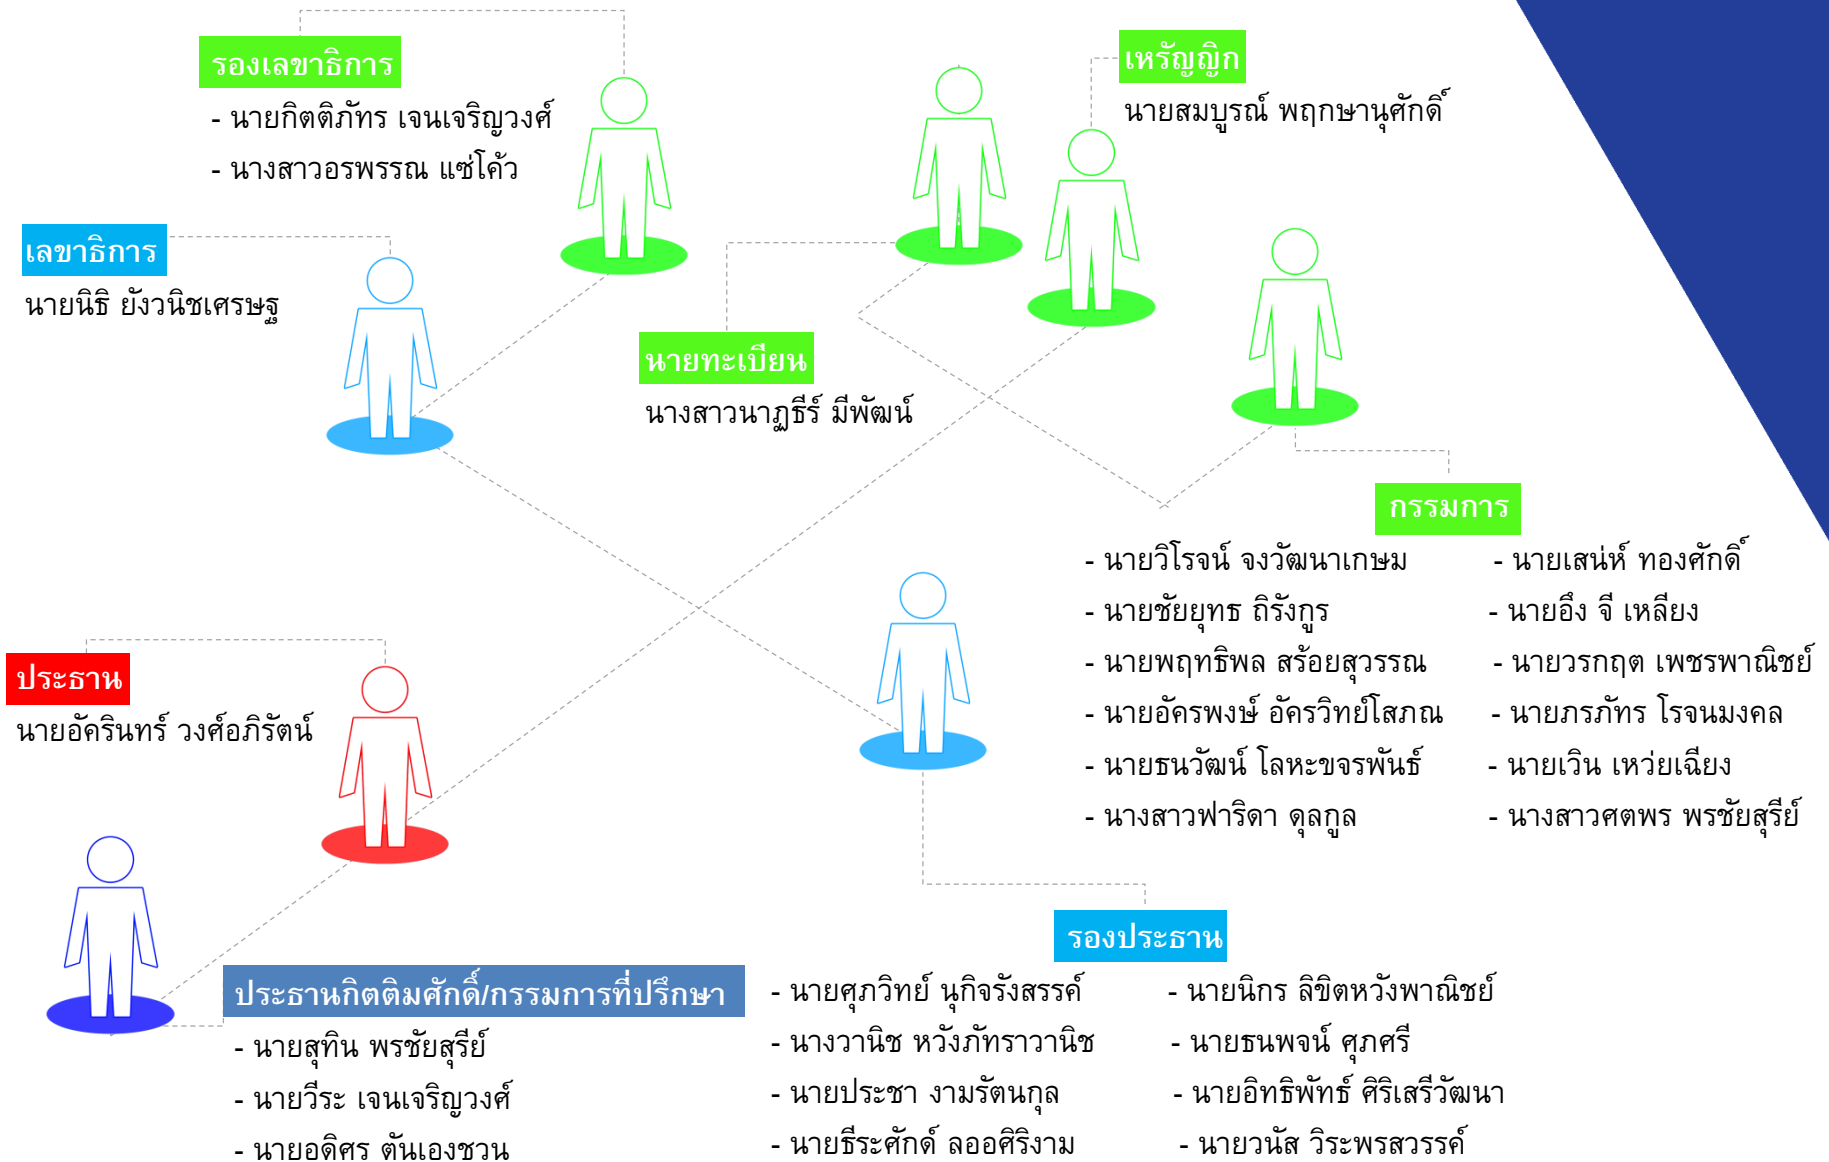 รองเลขาธิการ
- นายกิตติภัทร เจนเจริญวงศ์
- นางสาวอรพรรณ แซ่โค้ว
เหรัญญิก
นายสมบูรณ์ พฤกษานุศักดิ์
เลขาธิการ
นายนิธิ ยังวนิชเศรษฐ
นายทะเบียน
นางสาวนาฏธีร์ มีพัฒน์
กรรมการ
- นายวิโรจน์ จงวัฒนาเกษม
- นายชัยยุทธ ถิรังกูร
- นายพฤทธิพล สร้อยสุวรรณ
- นายอัครพงษ์ อัครวิทย์โสภณ
- นายธนวัฒน์ โลหะขจรพันธ์
- นางสาวฟาริดา ดุลกูล
- นายเสน่ห์ ทองศักดิ์
- นายอึง จี เหลียง
- นายวรกฤต เพชรพาณิชย์
- นายภรภัทร โรจนมงคล
- นายเวิน เหว่ยเฉียง
- นางสาวศตพร พรชัยสุรีย์
ประธาน
นายอัครินทร์ วงศ์อภิรัตน์
รองประธาน
- นายศุภวิทย์ นุกิจรังสรรค์
- นางวานิช หวังภัทราวานิช
- นายประชา งามรัตนกุล
- นายธีระศักด์ ลออศิริงาม
- นายนิกร ลิขิตหวังพาณิชย์
- นายธนพจน์ ศุภศรี
- นายอิทธิพัทธ์ ศิริเสรีวัฒนา
- นายวนัส วิระพรสวรรค์
ประธานกิตติมศักดิ์/กรรมการที่ปรึกษา
- นายสุทิน พรชัยสุรีย์
- นายวีระ เจนเจริญวงศ์
- นายอดิศร ตันเองชวน